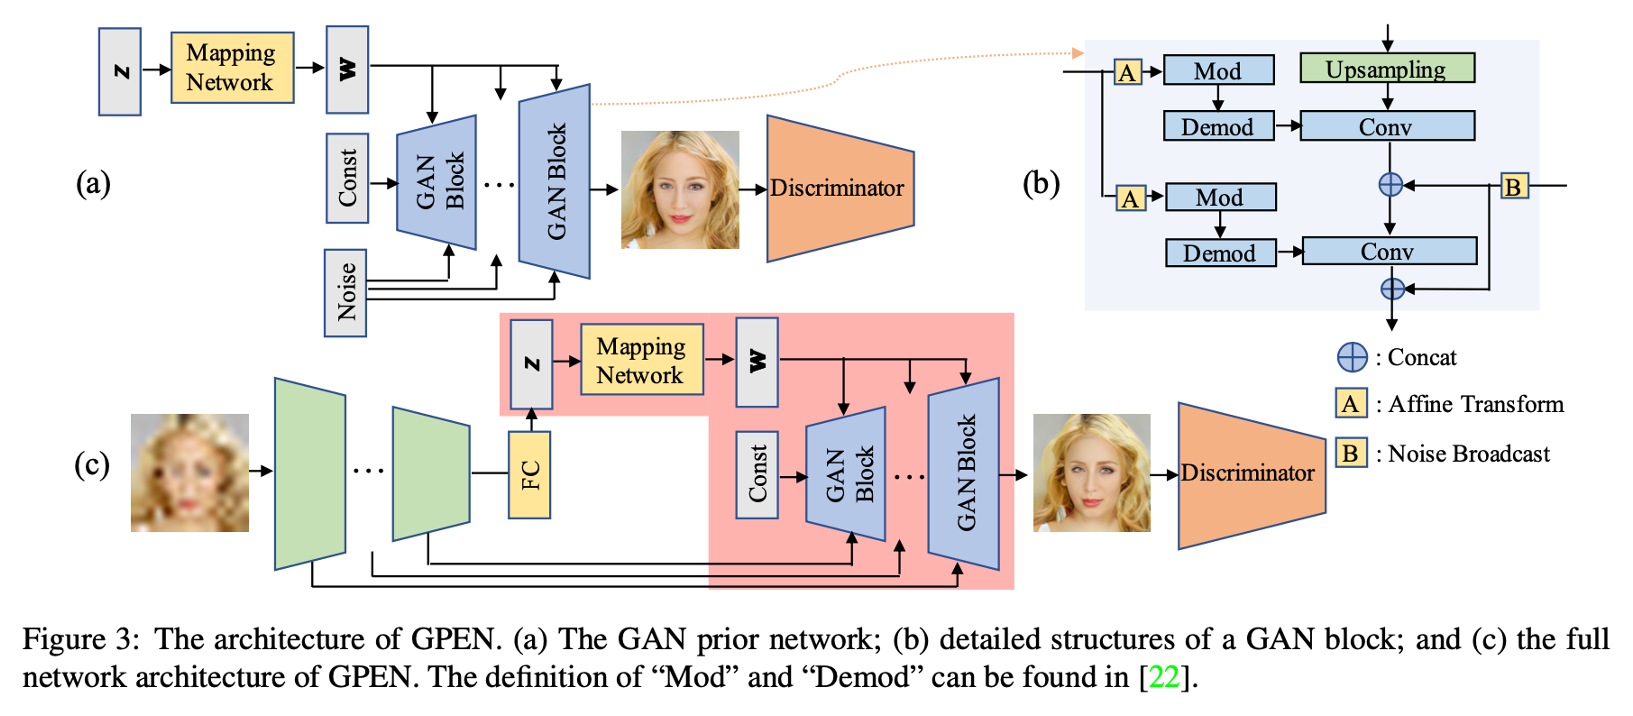 (a)
z
Mapping
Network
w
Const
GAN
Block
...
GAN Block
Noise
Discriminator
(b)
A
Mod
Demod
Upsampling
Conv
A
Mod
Demod
Conv
B
: Concat
A : Affine Transform
B : Noise Broadcast
(c)
...
FC
z
Mapping
Network
w
Const
GAN
Block
...
GAN Block
Discriminator
Figure 3: The architecture of GPEN. (a) The GAN prior network; (b) detailed structures of a GAN block; and (c) the full
network architecture of GPEN. The definition of “Mod” and “Demod” can be found in [22].